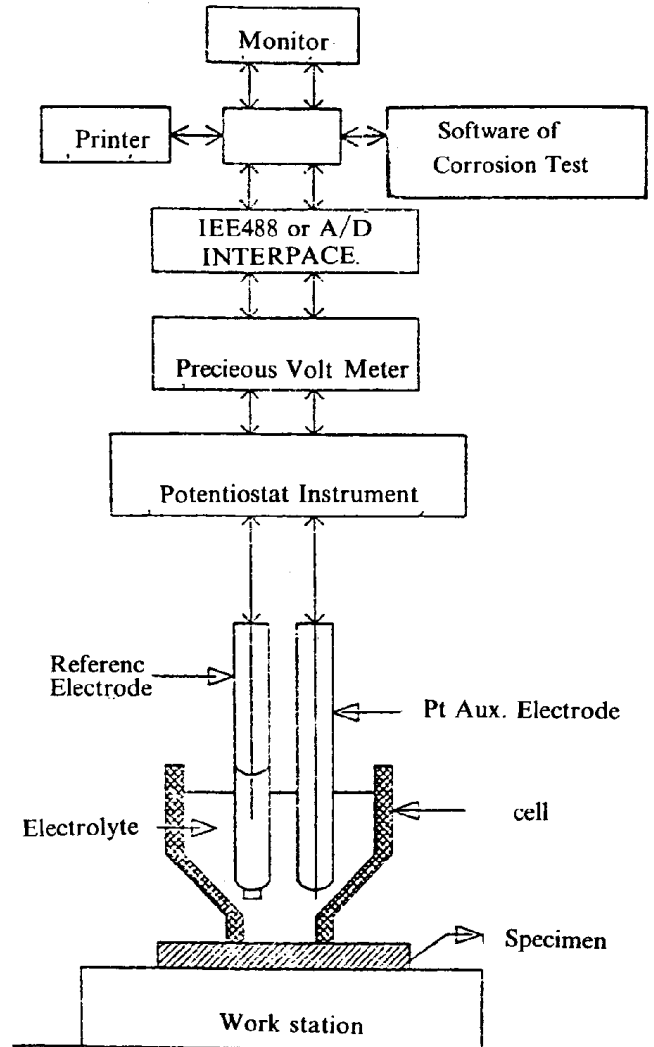 Monitor
Printer
Software of
Corrosion Test
IEE488 or A/D
INTERPACE.
Precieous Volt Meter
Potentiostat Instrument
Referenc
Electrode
Pt Aux. Electrode
Electrolyte
cell
Specimen
Work station